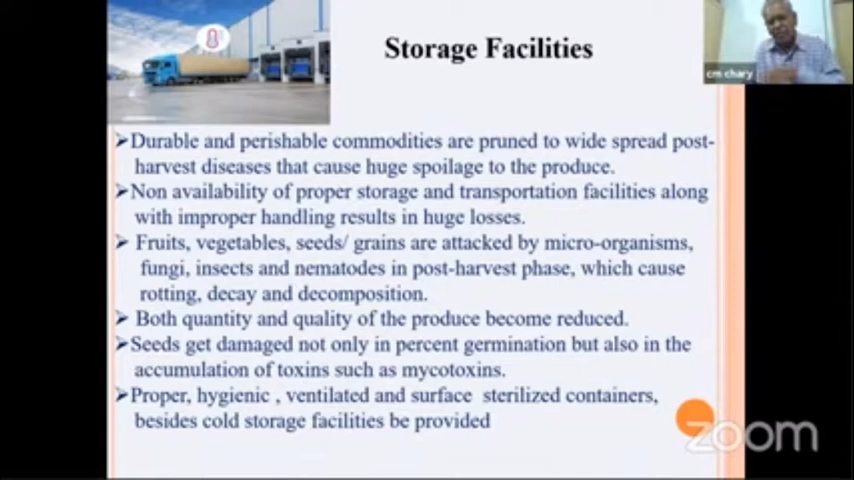 Storage Facilities
cm chary
➢Durable and perishable commodities are pruned to wide spread post-
harvest diseases that cause huge spoilage to the produce.
➢Non availability of proper storage and transportation facilities along
with improper handling results in huge losses.
➢ Fruits, vegetables, seeds/ grains are attacked by micro-organisms,
fungi, insects and nematodes in post-harvest phase, which cause
rotting, decay and decomposition.
➢ Both quantity and quality of the produce become reduced.
➢Seeds get damaged not only in percent germination but also in the
accumulation of toxins such as mycotoxins.
➢Proper, hygienic , ventilated and surface sterilized containers,
besides cold storage facilities be provided
zoom